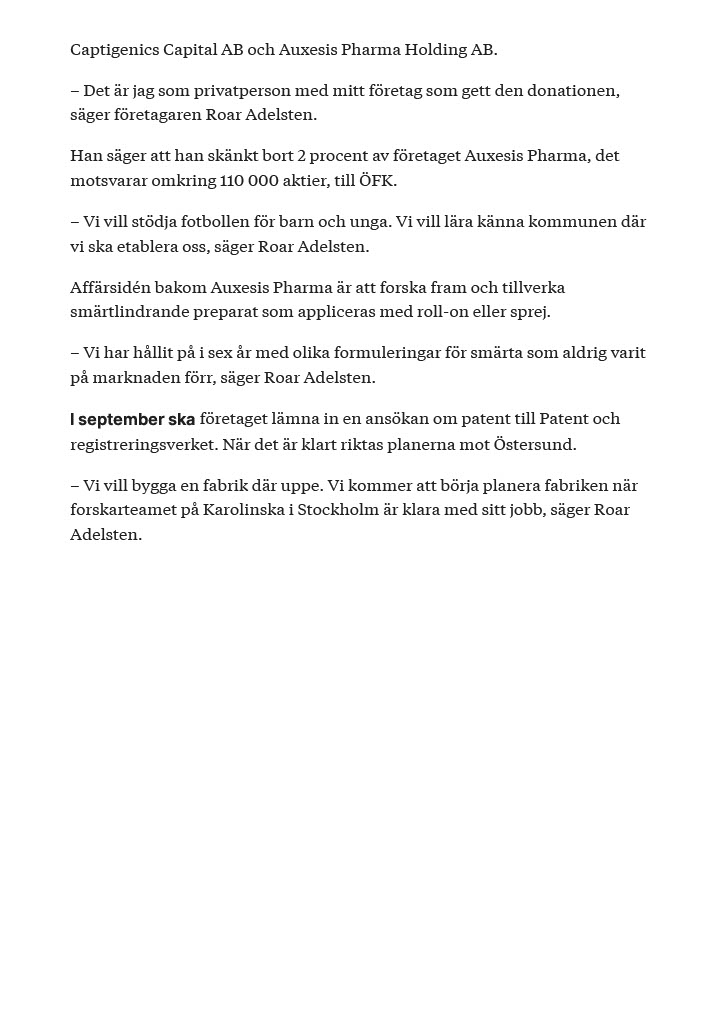 Captigenics Capital AB och Auxesis Pharma Holding AB.
– Det är jag som privatperson med mitt företag som gett den donationen,
säger företagaren Roar Adelsten.
Han säger att han skänkt bort 2 procent av företaget Auxesis Pharma, det
motsvarar omkring 110 000 aktier, till ÖFK.
– Vi vill stödja fotbollen för barn och unga. Vi vill lära känna kommunen där
vi ska etablera oss, säger Roar Adelsten.
Affärsidén bakom Auxesis Pharma är att forska fram och tillverka
smärtlindrande preparat som appliceras med roll-on eller sprej.
– Vi har hållit på i sex år med olika formuleringar för smärta som aldrig varit
på marknaden förr, säger Roar Adelsten.
I september ska företaget lämna in en ansökan om patent till Patent och
registreringsverket. När det är klart riktas planerna mot Östersund.
– Vi vill bygga en fabrik där uppe. Vi kommer att börja planera fabriken när
forskarteamet på Karolinska i Stockholm är klara med sitt jobb, säger Roar
Adelsten.